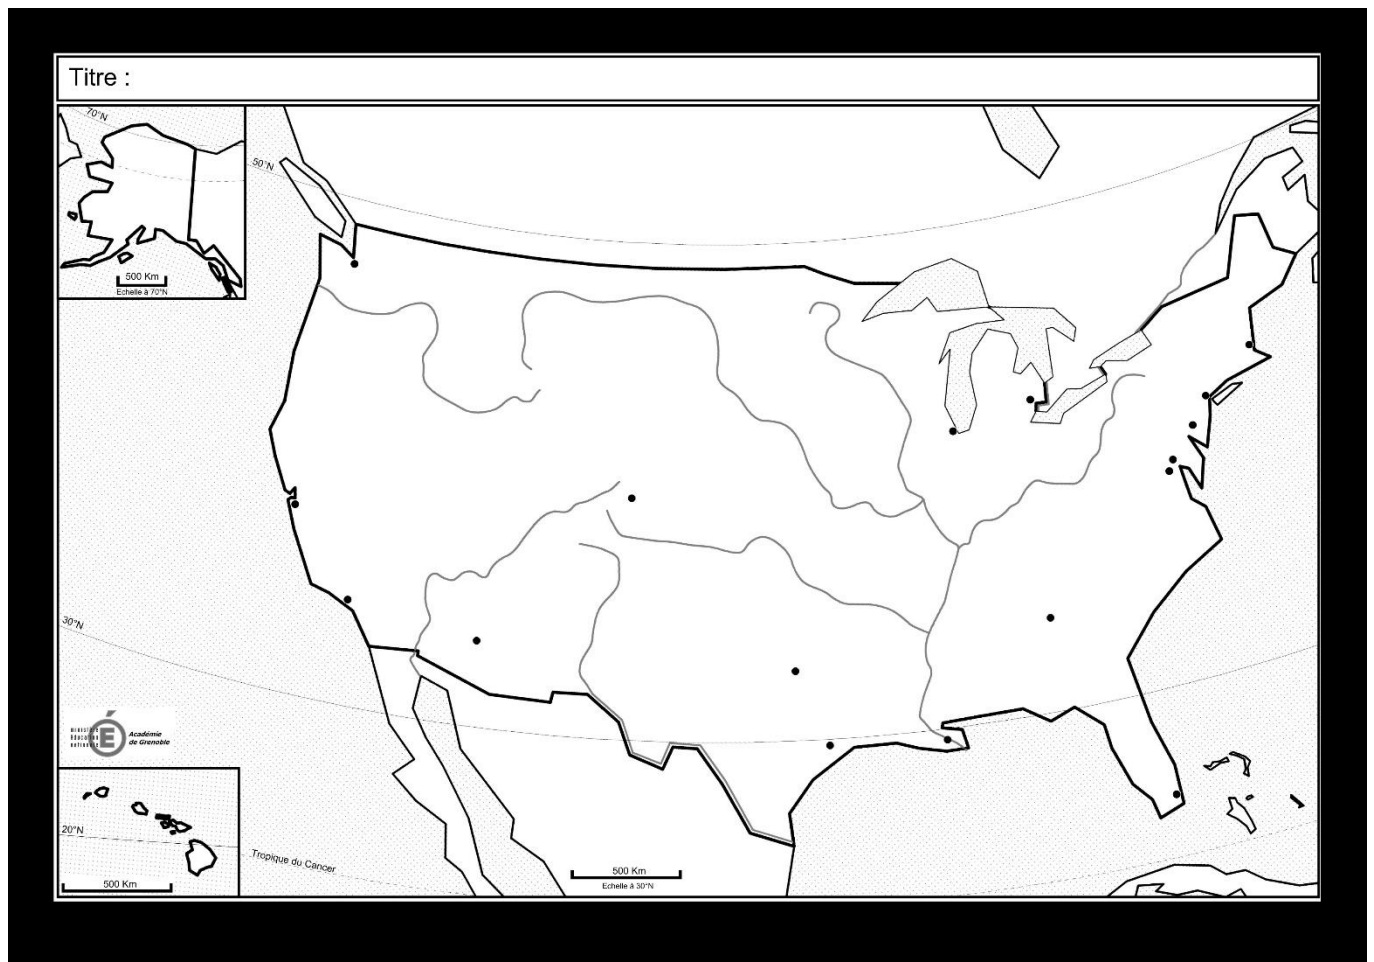 Titre :
70°N
50°N
500 Km
Echelle à 70°N
30°N
Académie
de Grenoble
20°N
500 Km
Tropique du Cancer
500 Km
Echelle à 30°N